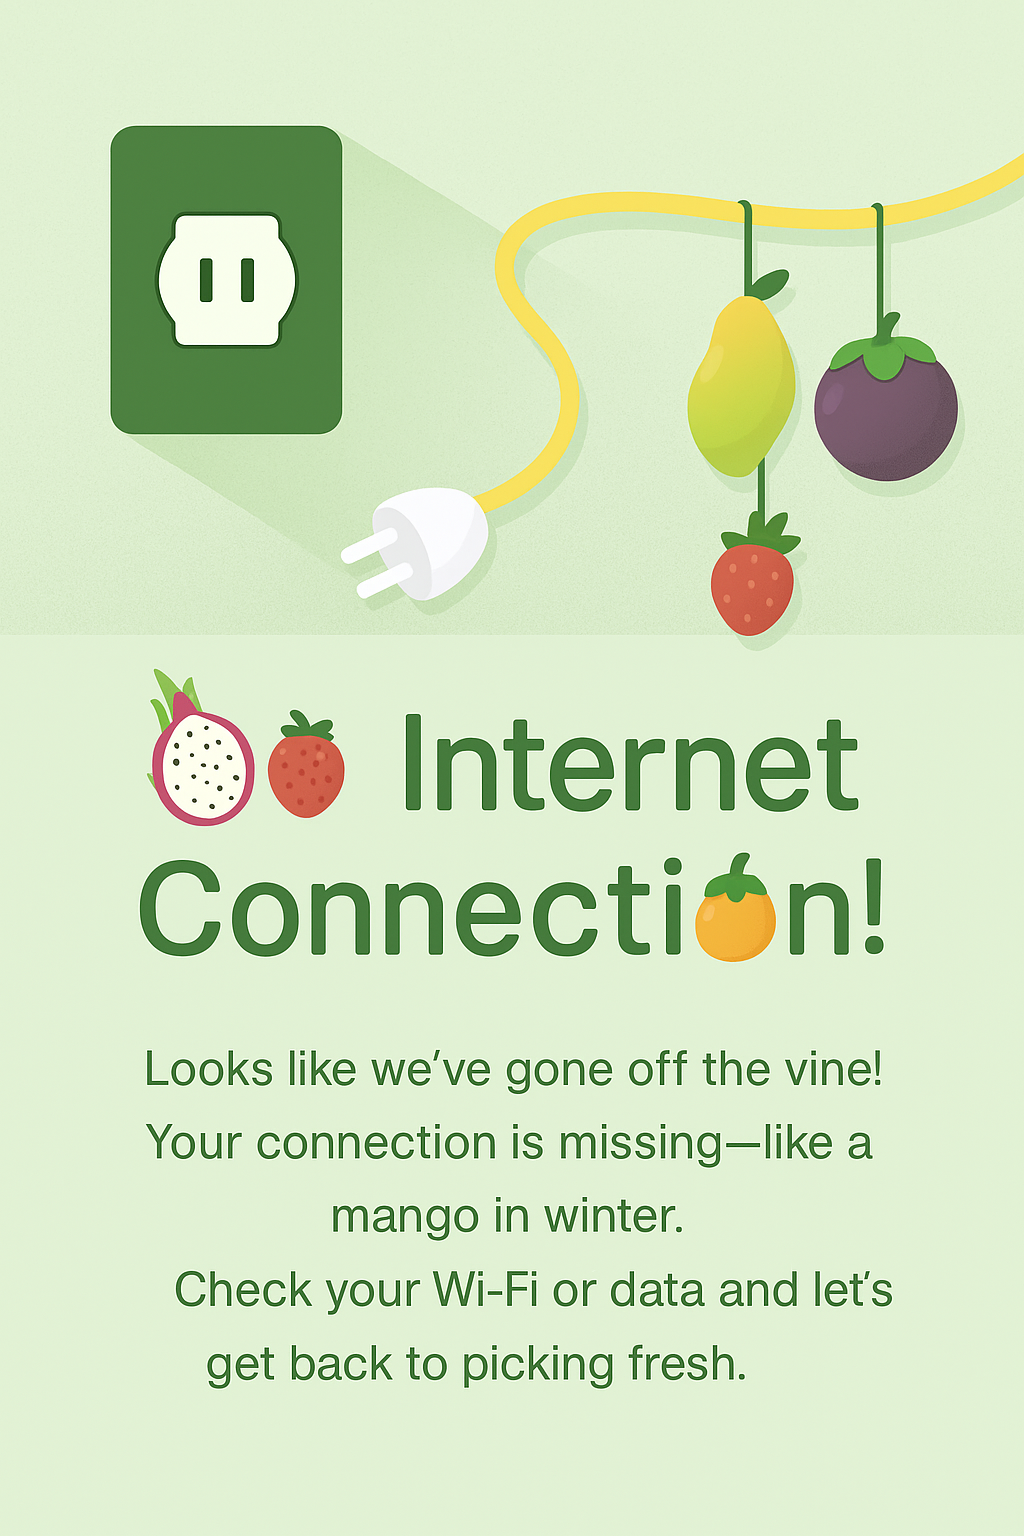 Internet
Connectin!
Looks like we’ve gone off the vine!
Your connection is missing—like a
mango in winter.
Check your Wi-Fi or data and let’s
get back to picking fresh.